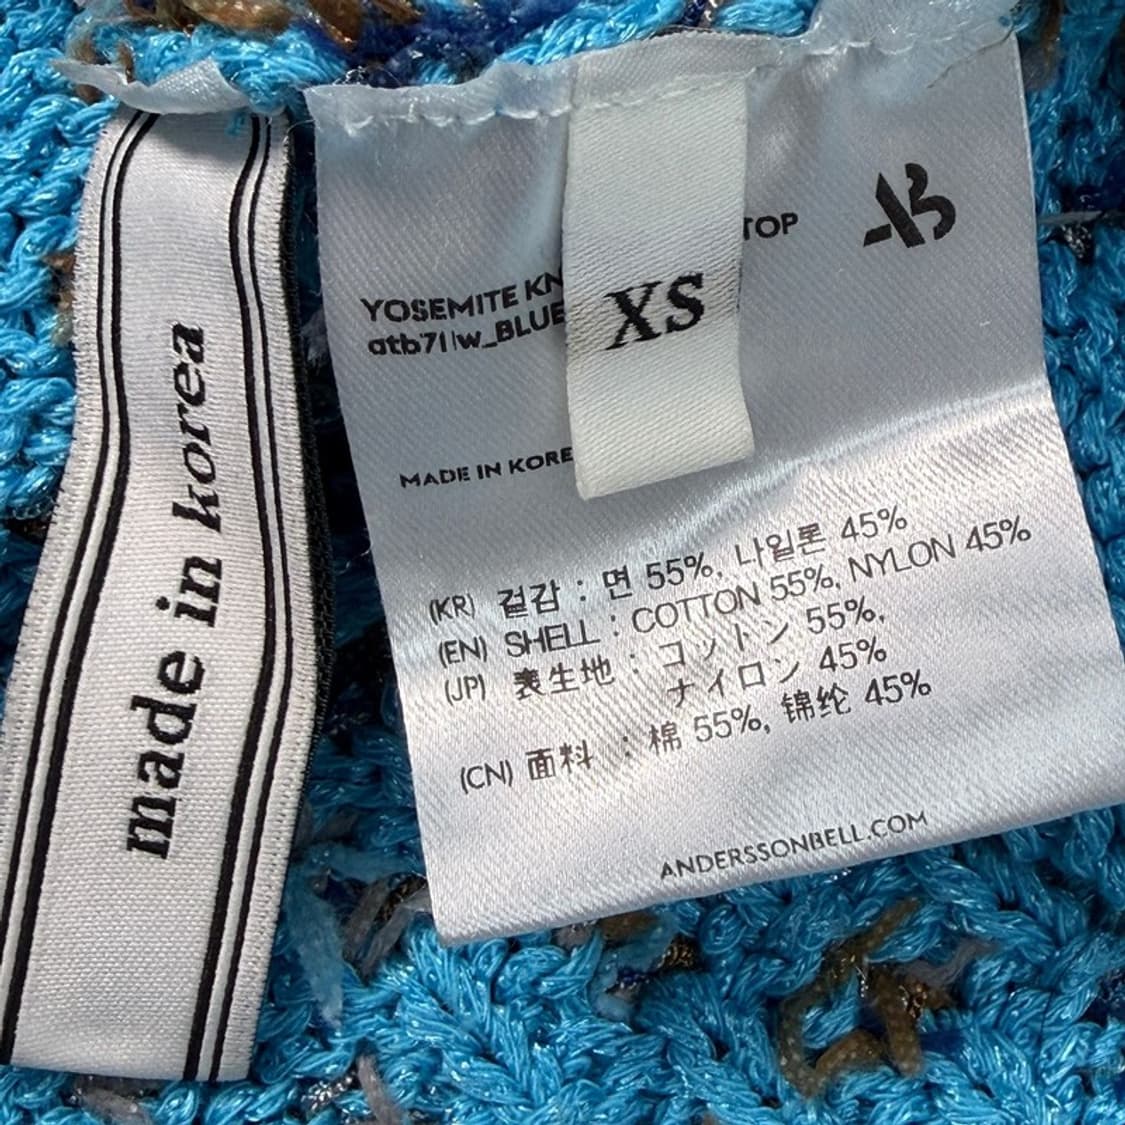 made in korea
TOP
AB
YOSEMITE KN
XS
MADE IN KORE
(KR) 겉감 : 면 55%, 나일론 45%
(EN) SHELL : COTTON 55%, NYLON 45%
(JP) 表生地 : コットン 55%,
ナイロン 45%
(CN) 面料 : 棉 55%, 锦纶 45%
ANDERSSONBELL.COM